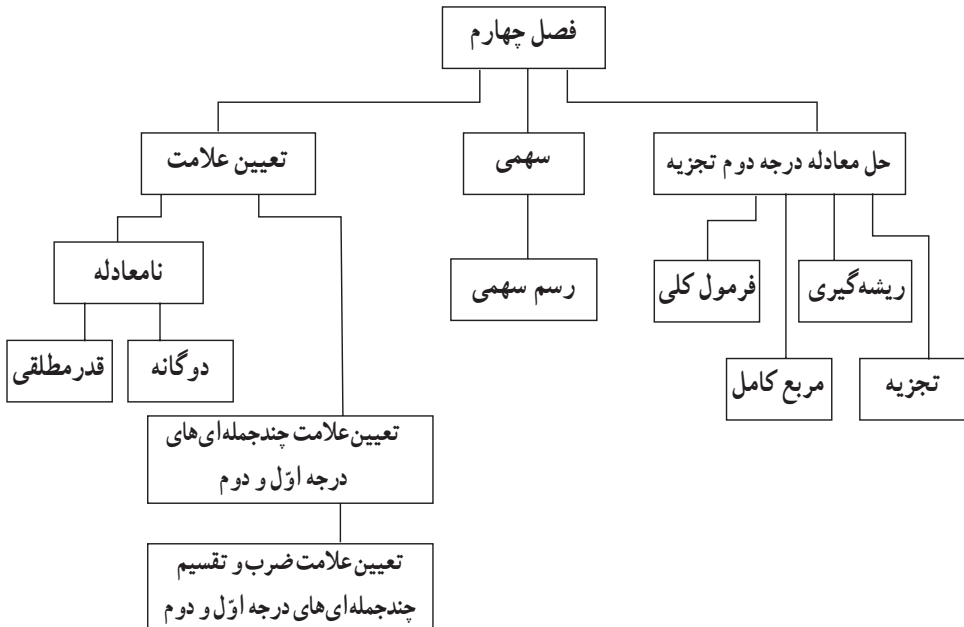 فصل چهارم
حل معادله درجه دوم تجزیه
سهمی
تعیین علامت
فرمول کلی
ریشه‌گیری
رسم سهمی
نامعادله
مربع کامل
تجزیه
دوگانه
قدرمطلقی
تعیین علامت چندجمله‌ای‌های
درجه اوّل و دوم
تعیین علامت ضرب و تقسیم
چندجمله‌ای‌های درجه اوّل و دوم